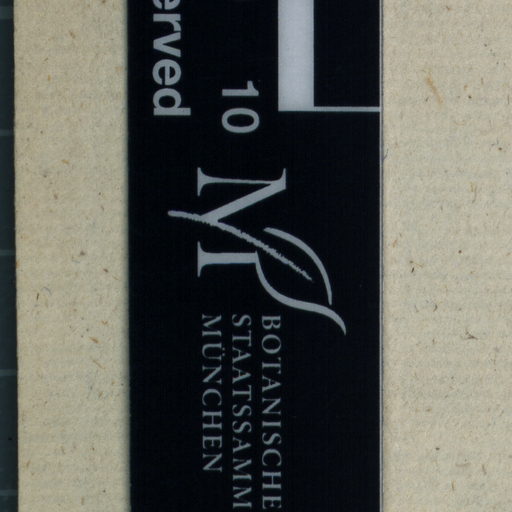 erved
10
M
BOTANISCHE
STAATSSAMM
MÜNCHEN